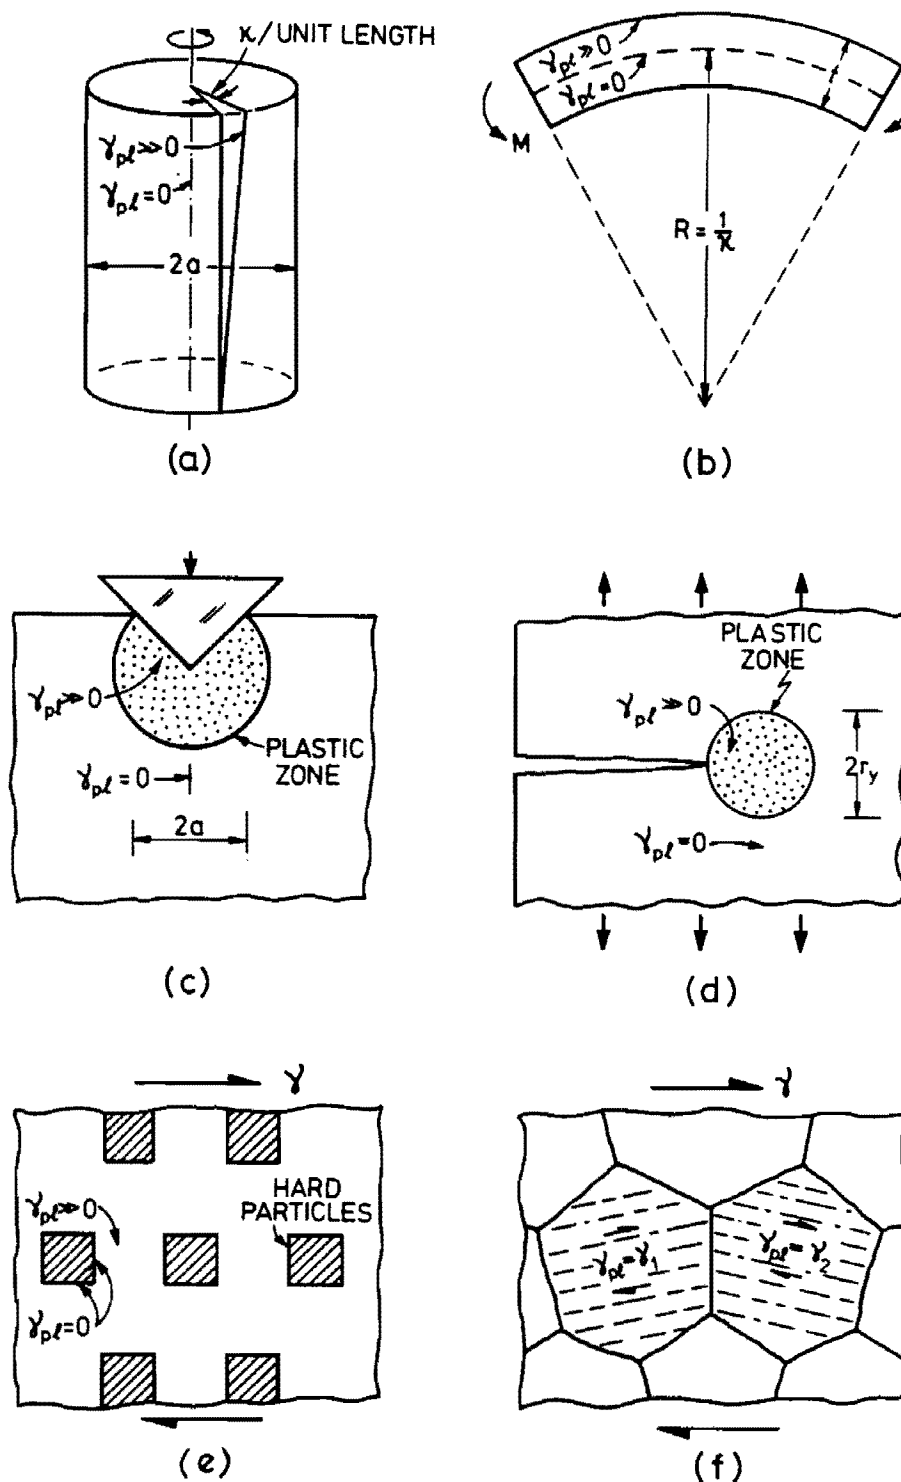 κ/UNIT LENGTH
γpl≫0
γpl=0
2a
(a)
γpl≫0
γpl=0
M
R=1/κ
(b)
γpl≫0
PLASTIC
ZONE
γpl=0
2a
(c)
PLASTIC
ZONE
γpl≫0
2ry
γpl=0
(d)
γ
HARD
PARTICLES
γpl≫0
γpl=0
(e)
γ
γpl=γ1
γpl=γ2
(f)